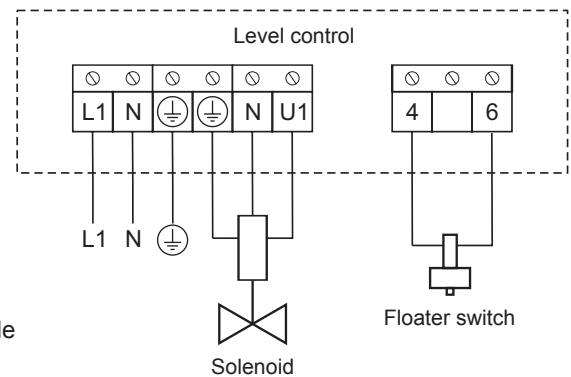 Level control
L1 N N U1 4 6
L1 N
Floater switch
Solenoid